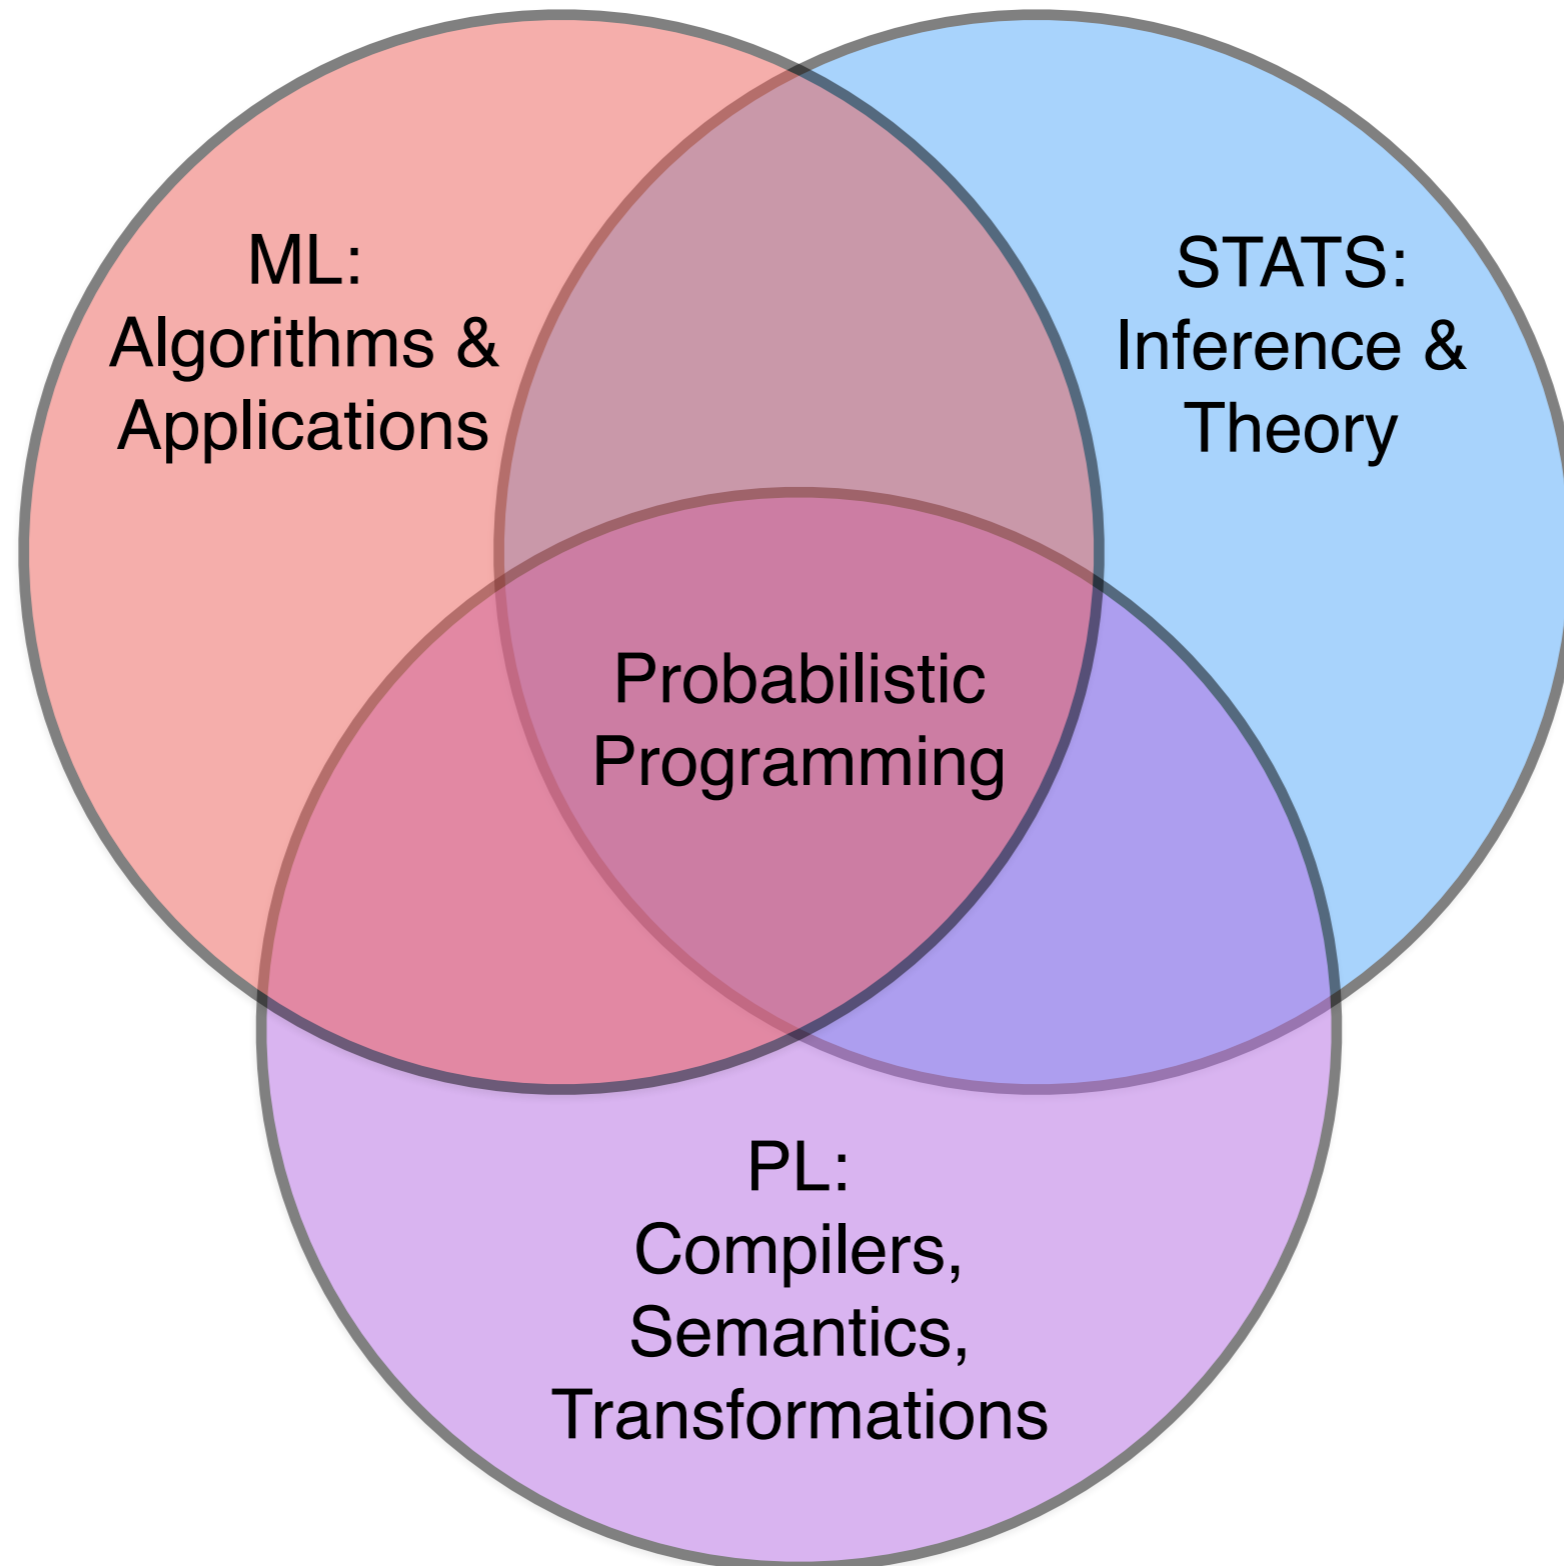 ML:
Algorithms &
Applications
STATS:
Inference &
Theory
Probabilistic
Programming
PL:
Compilers,
Semantics,
Transformations